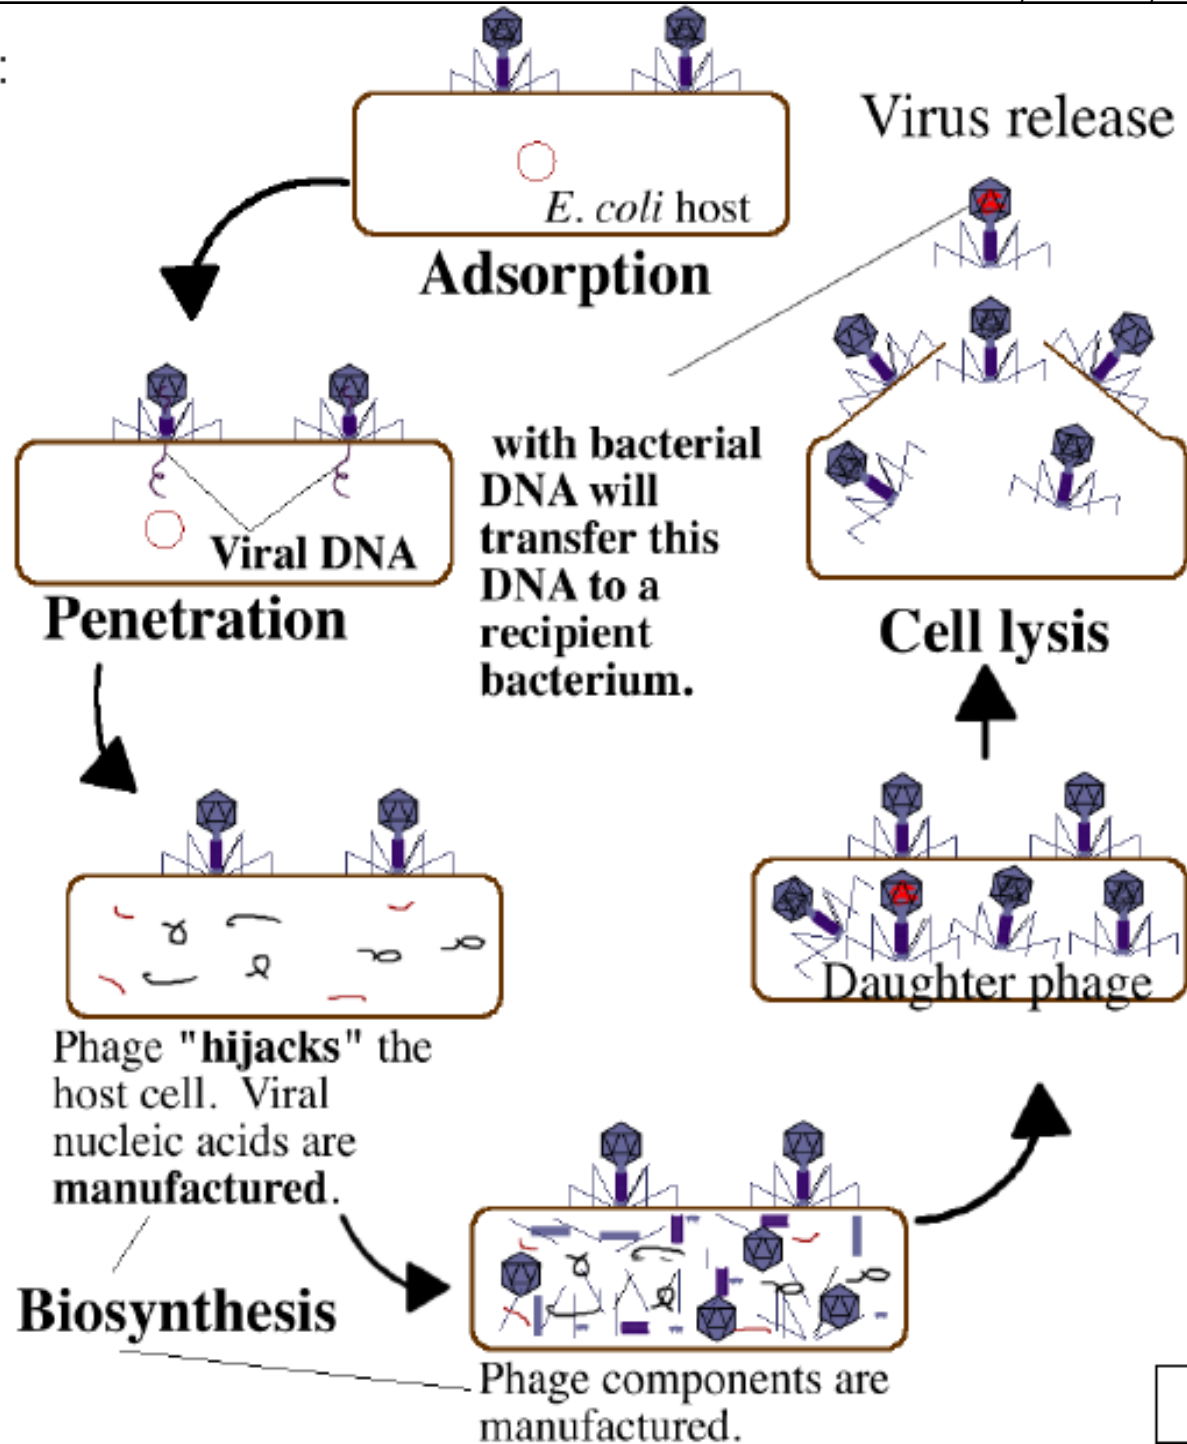 :
E. coli host
Adsorption
Virus release
Viral DNA
Penetration
with bacterial
DNA will
transfer this
DNA to a
recipient
bacterium.
Cell lysis
Daughter phage
Phage "hijacks" the
host cell. Viral
nucleic acids are
manufactured.
Biosynthesis
Phage components are
manufactured.